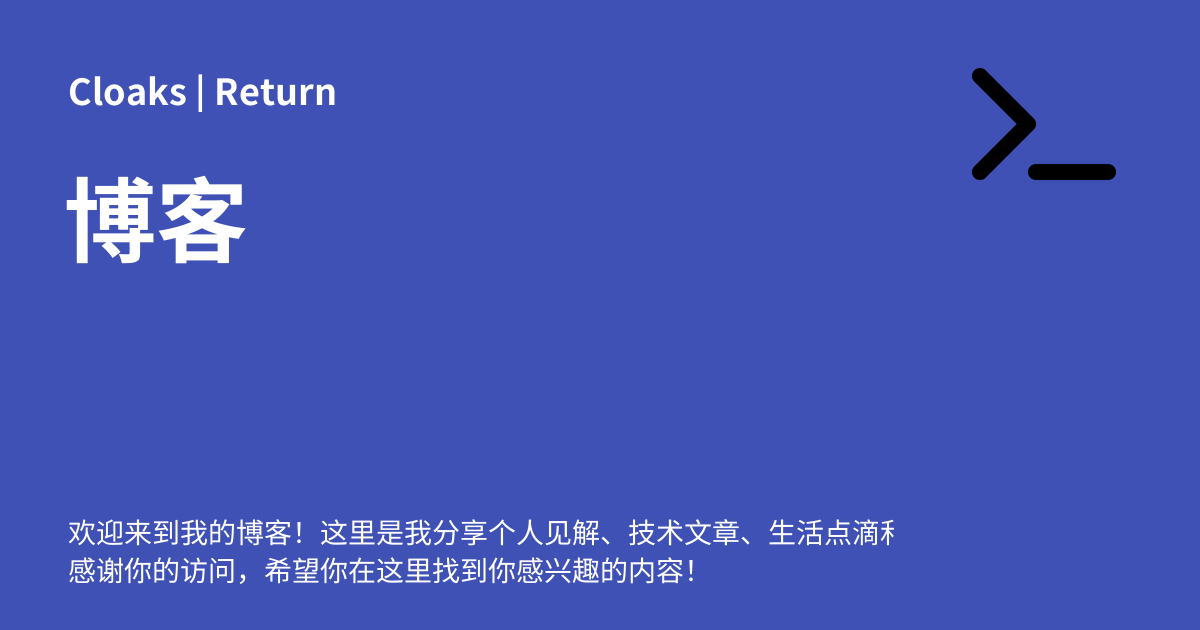 Cloaks | Return
博客
欢迎来到我的博客！这里是我分享个人见解、技术文章、生活点滴
感谢你的访问，希望你在这里找到你感兴趣的内容！